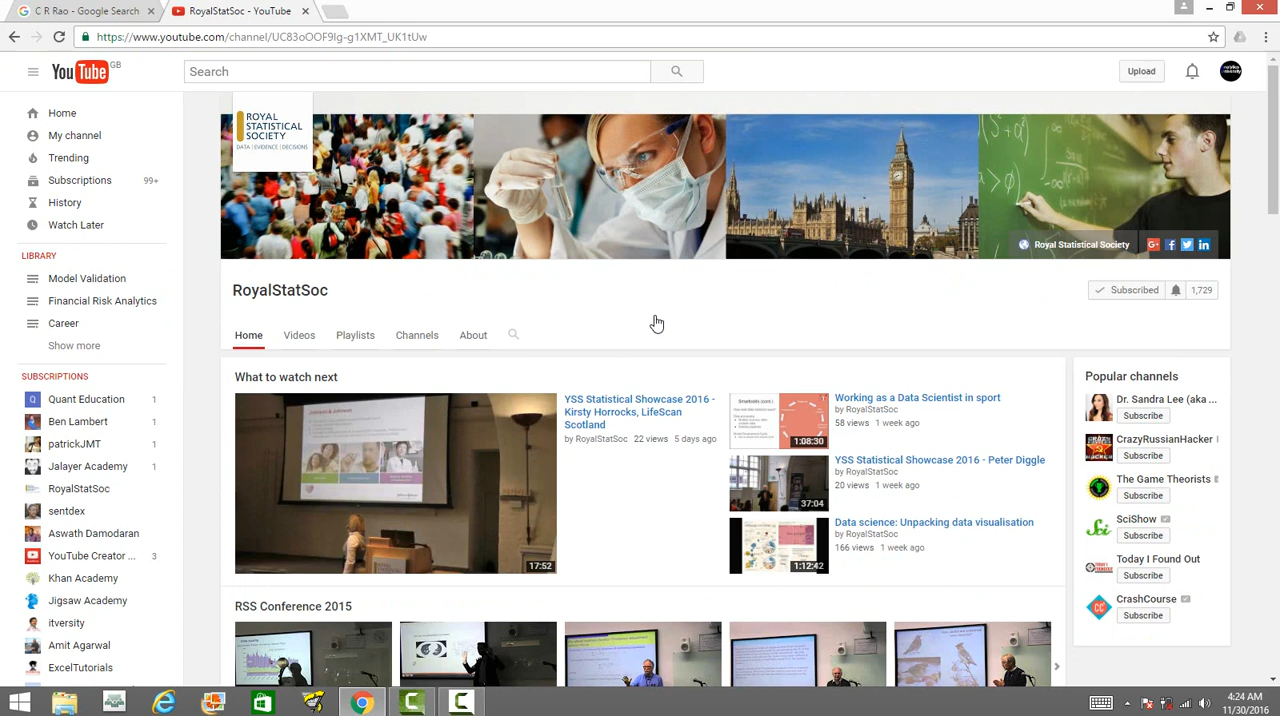 C R Rao - Google Search
RoyalStatSoc - YouTube
https://www.youtube.com/channel/UC83oOOF9Ig-g1XMT_UK1tUw
YouTube GB
Search
Upload
Home
My channel
Trending
Subscriptions 99+
History
Watch Later
LIBRARY
Model Validation
Financial Risk Analytics
Career
Show more
SUBSCRIPTIONS
Quant Education 1
Ben Lambert 2
PatrickJMT 1
Jalayer Academy 1
RoyalStatSoc
sentdex
Aswath Damodaran
YouTube Creator ... 3
Khan Academy
Jigsaw Academy
itversity
Amit Agarwal
ExcelTutorials
ROYAL
STATISTICAL
SOCIETY
DATA | EVIDENCE | DECISIONS
Royal Statistical Society
RoyalStatSoc
Subscribed 1,729
Home Videos Playlists Channels About
What to watch next
17:52
YSS Statistical Showcase 2016 -
Kirsty Horrocks, LifeScan
Scotland
by RoyalStatSoc 22 views 5 days ago
1:08:30
Working as a Data Scientist in sport
by RoyalStatSoc
58 views 1 week ago
37:04
YSS Statistical Showcase 2016 - Peter Diggle
by RoyalStatSoc
20 views 1 week ago
1:12:42
Data science: Unpacking data visualisation
by RoyalStatSoc
166 views 1 week ago
RSS Conference 2015
Popular channels
Dr. Sandra Lee (aka ...
Subscribe
CrazyRussianHacker
Subscribe
The Game Theorists
Subscribe
SciShow
Subscribe
Today I Found Out
Subscribe
CrashCourse
Subscribe
4:24 AM
11/30/2016